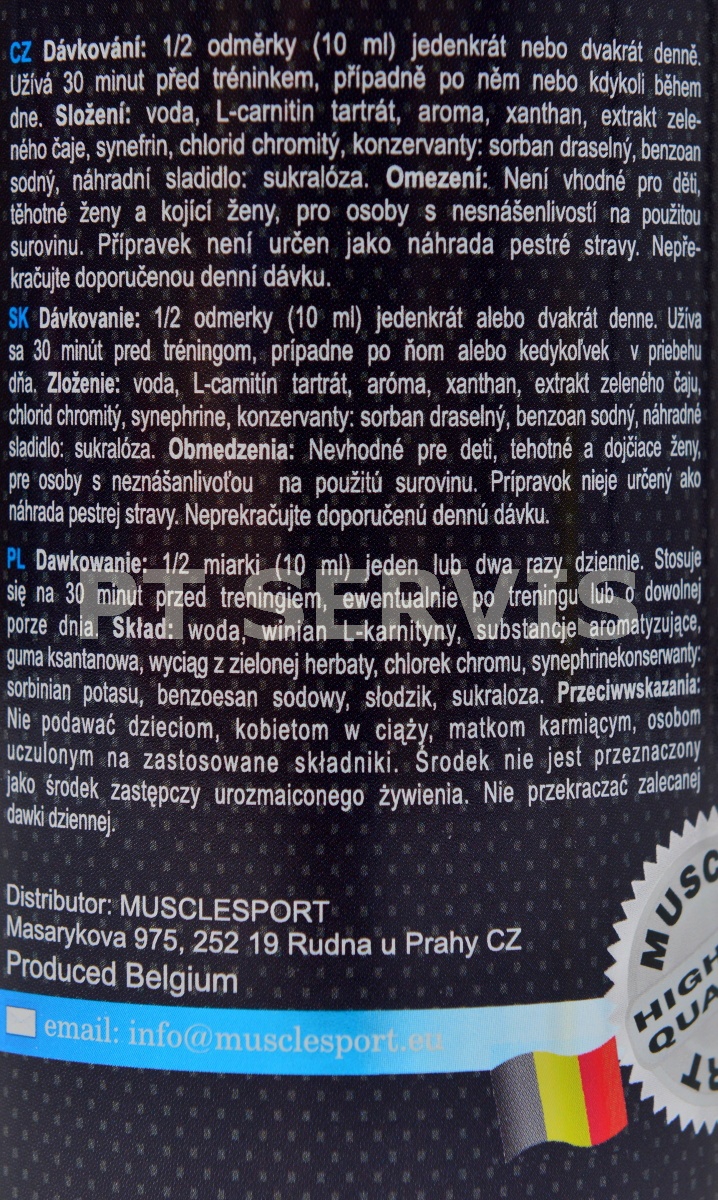 CZ Dávkování: 1/2 odměrky (10 ml) jedenkrát nebo dvakrát denně.
Užívá 30 minut před tréninkem, případně po něm nebo kdykoli během
dne. Složení: voda, L-carnitin tartrát, aroma, xanthan, extrakt zele-
ného čaje, synefrin, chlorid chromitý, konzervanty: sorban draselný, benzoan
sodný, náhradní sladidlo: sukralóza. Omezení: Není vhodné pro děti,
těhotné ženy a kojící ženy, pro osoby s nesnášenlivostí na použitou
surovinu. Přípravek není určen jako náhrada pestré stravy. Nepře-
kračujte doporučenou denní dávku.
SK Dávkovanie: 1/2 odmerky (10 ml) jedenkrát alebo dvakrát denne. Užíva
sa 30 minút pred tréningom, prípadne po ňom alebo kedykoľvek v priebehu
dňa. Zloženie: voda, L-carnitín tartrát, aróma, xanthan, extrakt zeleného čaju,
chlorid chromitý, synephrine, konzervanty: sorban draselný, benzoan sodný, náhradné
sladidlo: sukralóza. Obmedzenia: Nevhodné pre deti, tehotné a dojčiace ženy,
pre osoby s neznášanlivoťou na použitú surovinu. Prípravok nieje určený ako
náhrada pestrej stravy. Neprekračujte doporučenú dennú dávku.
PL Dawkowanie: 1/2 miarki (10 ml) jeden lub dwa razy dziennie. Stosuje
się na 30 minut przed treningiem, ewentualnie po treningu lub o dowolnej
porze dnia. Skład: woda, winian L-karnityny, substancje aromatyzujące,
guma ksantanowa, wyciąg z zielonej herbaty, chlorek chromu, synephrinekonserwanty:
sorbinian potasu, benzoesan sodowy, słodzik, sukraloza. Przeciwwskazania:
Nie podawać dzieciom, kobietom w ciąży, matkom karmiącym, osobom
uczulonym na zastosowane składniki. Środek nie jest przeznaczony
jako środek zastępczy urozmaiconego żywienia. Nie przekraczać zalecanej
dawki dziennej.
PT SERVIS
Distributor: MUSCLESPORT
Masarykova 975, 252 19 Rudna u Prahy CZ
Produced Belgium
email: info@musclesport.eu
MUSC
HIGH
QUA
RT